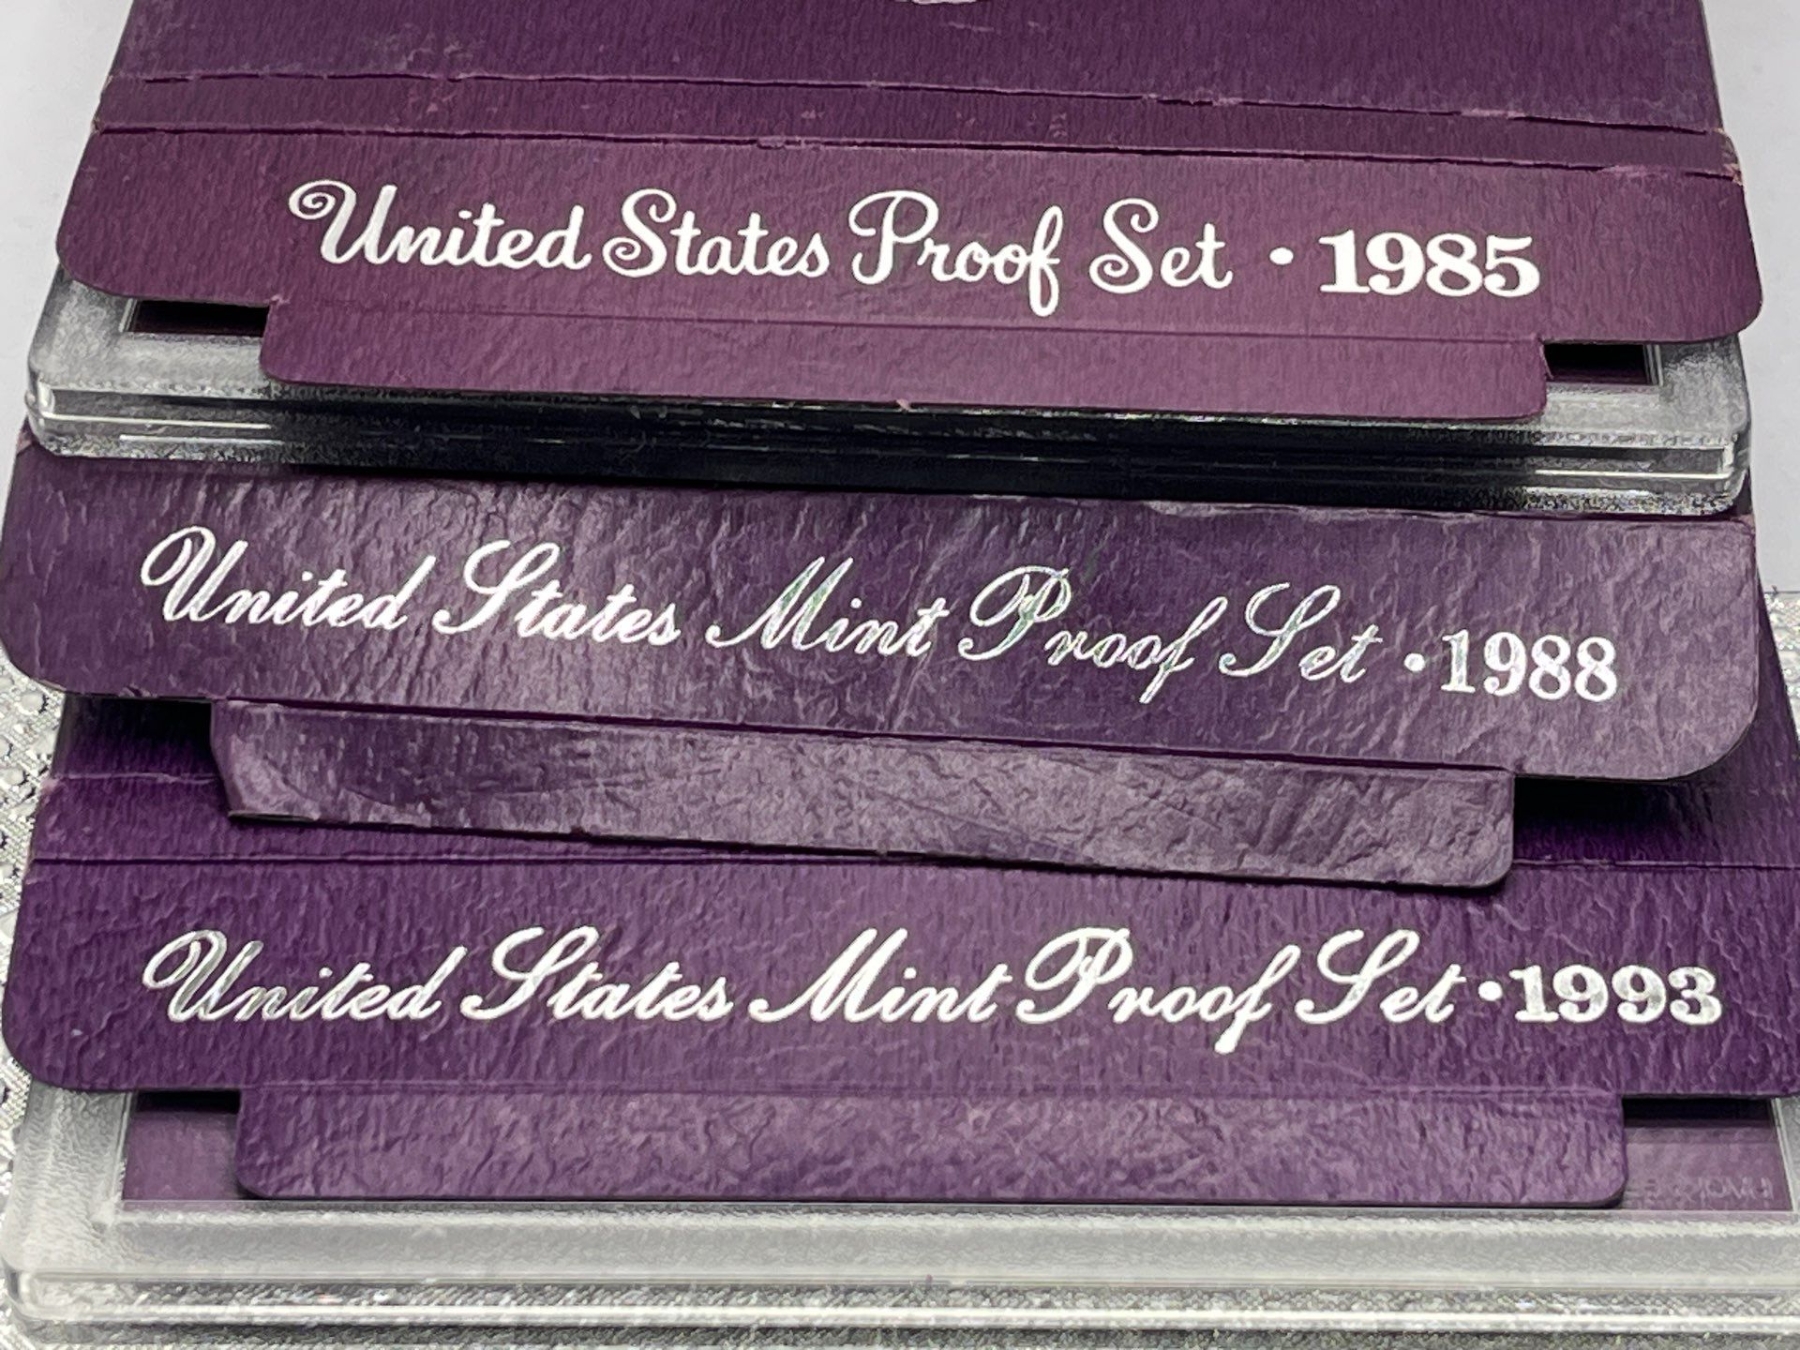 United States Proof Set • 1985
United States Mint Proof Set • 1988
United States Mint Proof Set • 1993